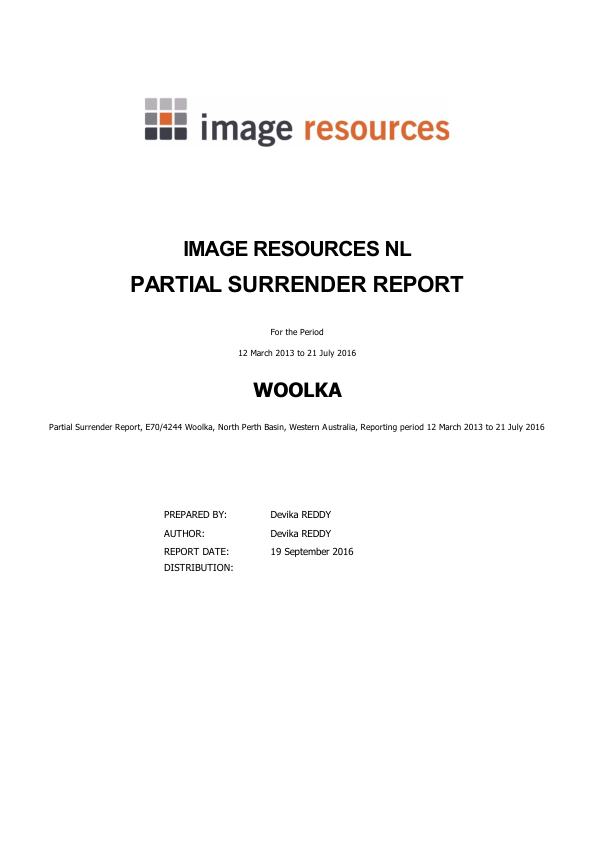 image resources
IMAGE RESOURCES NL
PARTIAL SURRENDER REPORT
For the Period
12 March 2013 to 21 July 2016
WOOLKA
Partial Surrender Report, E70/4244 Woolka, North Perth Basin, Western Australia, Reporting period 12 March 2013 to 21 July 2016
PREPARED BY: Devika REDDY
AUTHOR: Devika REDDY
REPORT DATE: 19 September 2016
DISTRIBUTION: